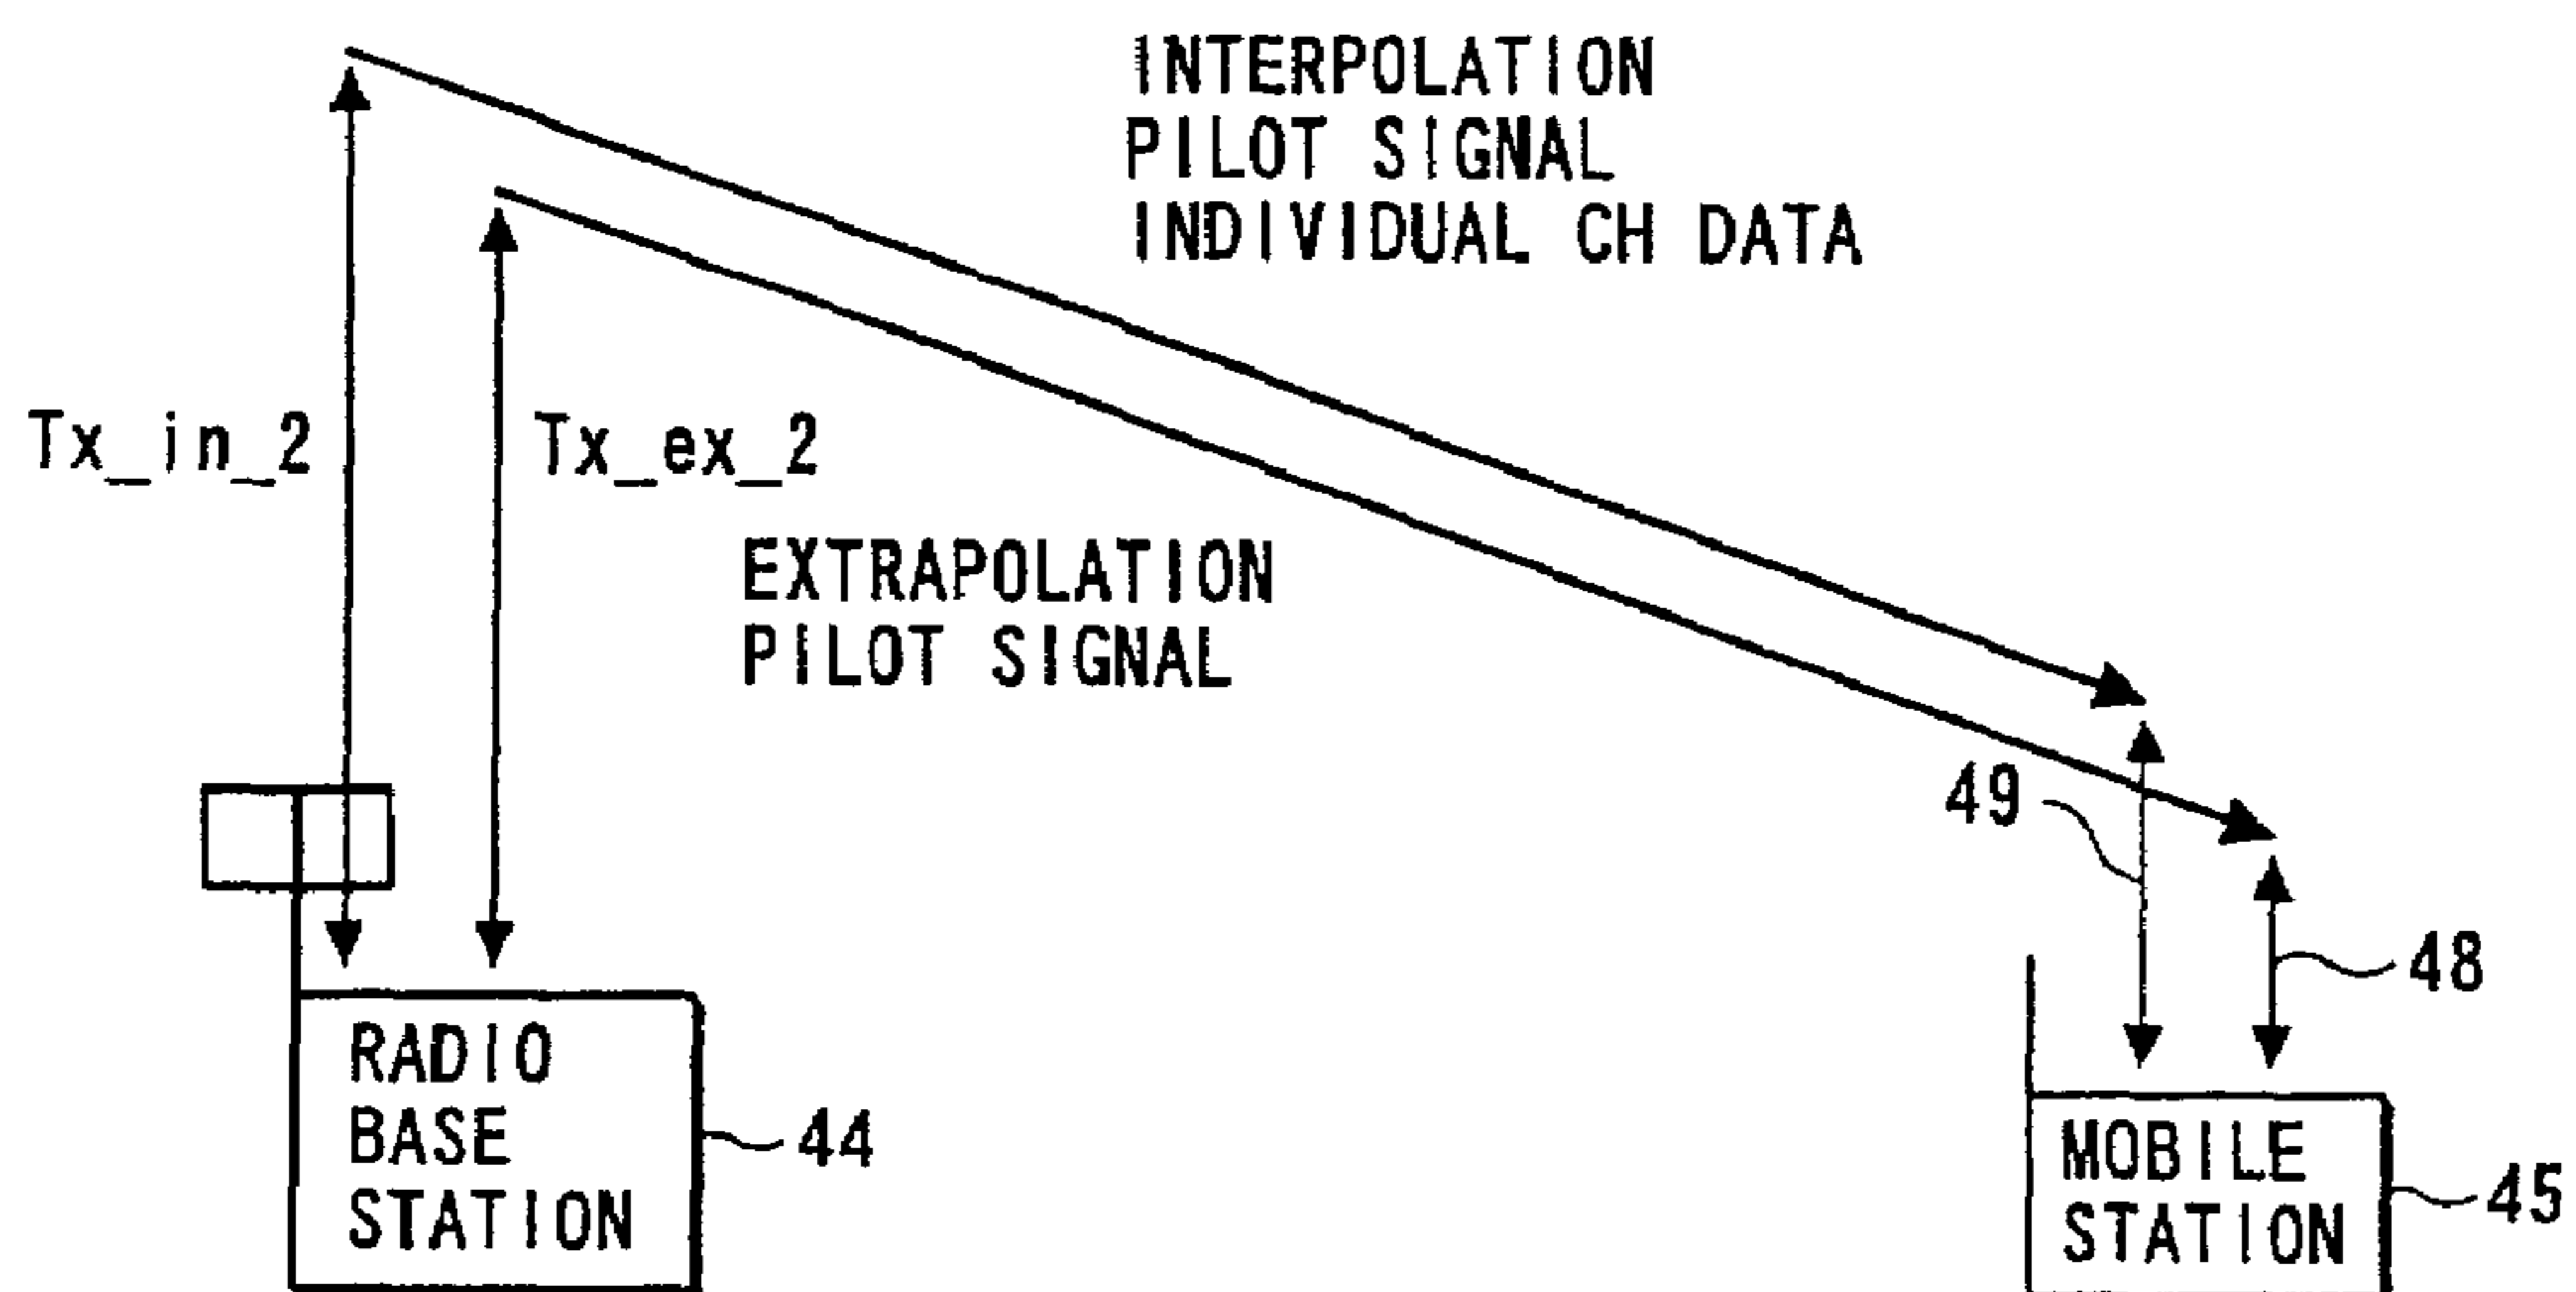 INTERPOLATION
PILOT SIGNAL
INDIVIDUAL CH DATA
Tx_in_2
Tx_ex_2
EXTRAPOLATION
PILOT SIGNAL
49
48
RADIO
BASE
STATION
44
MOBILE
STATION
45